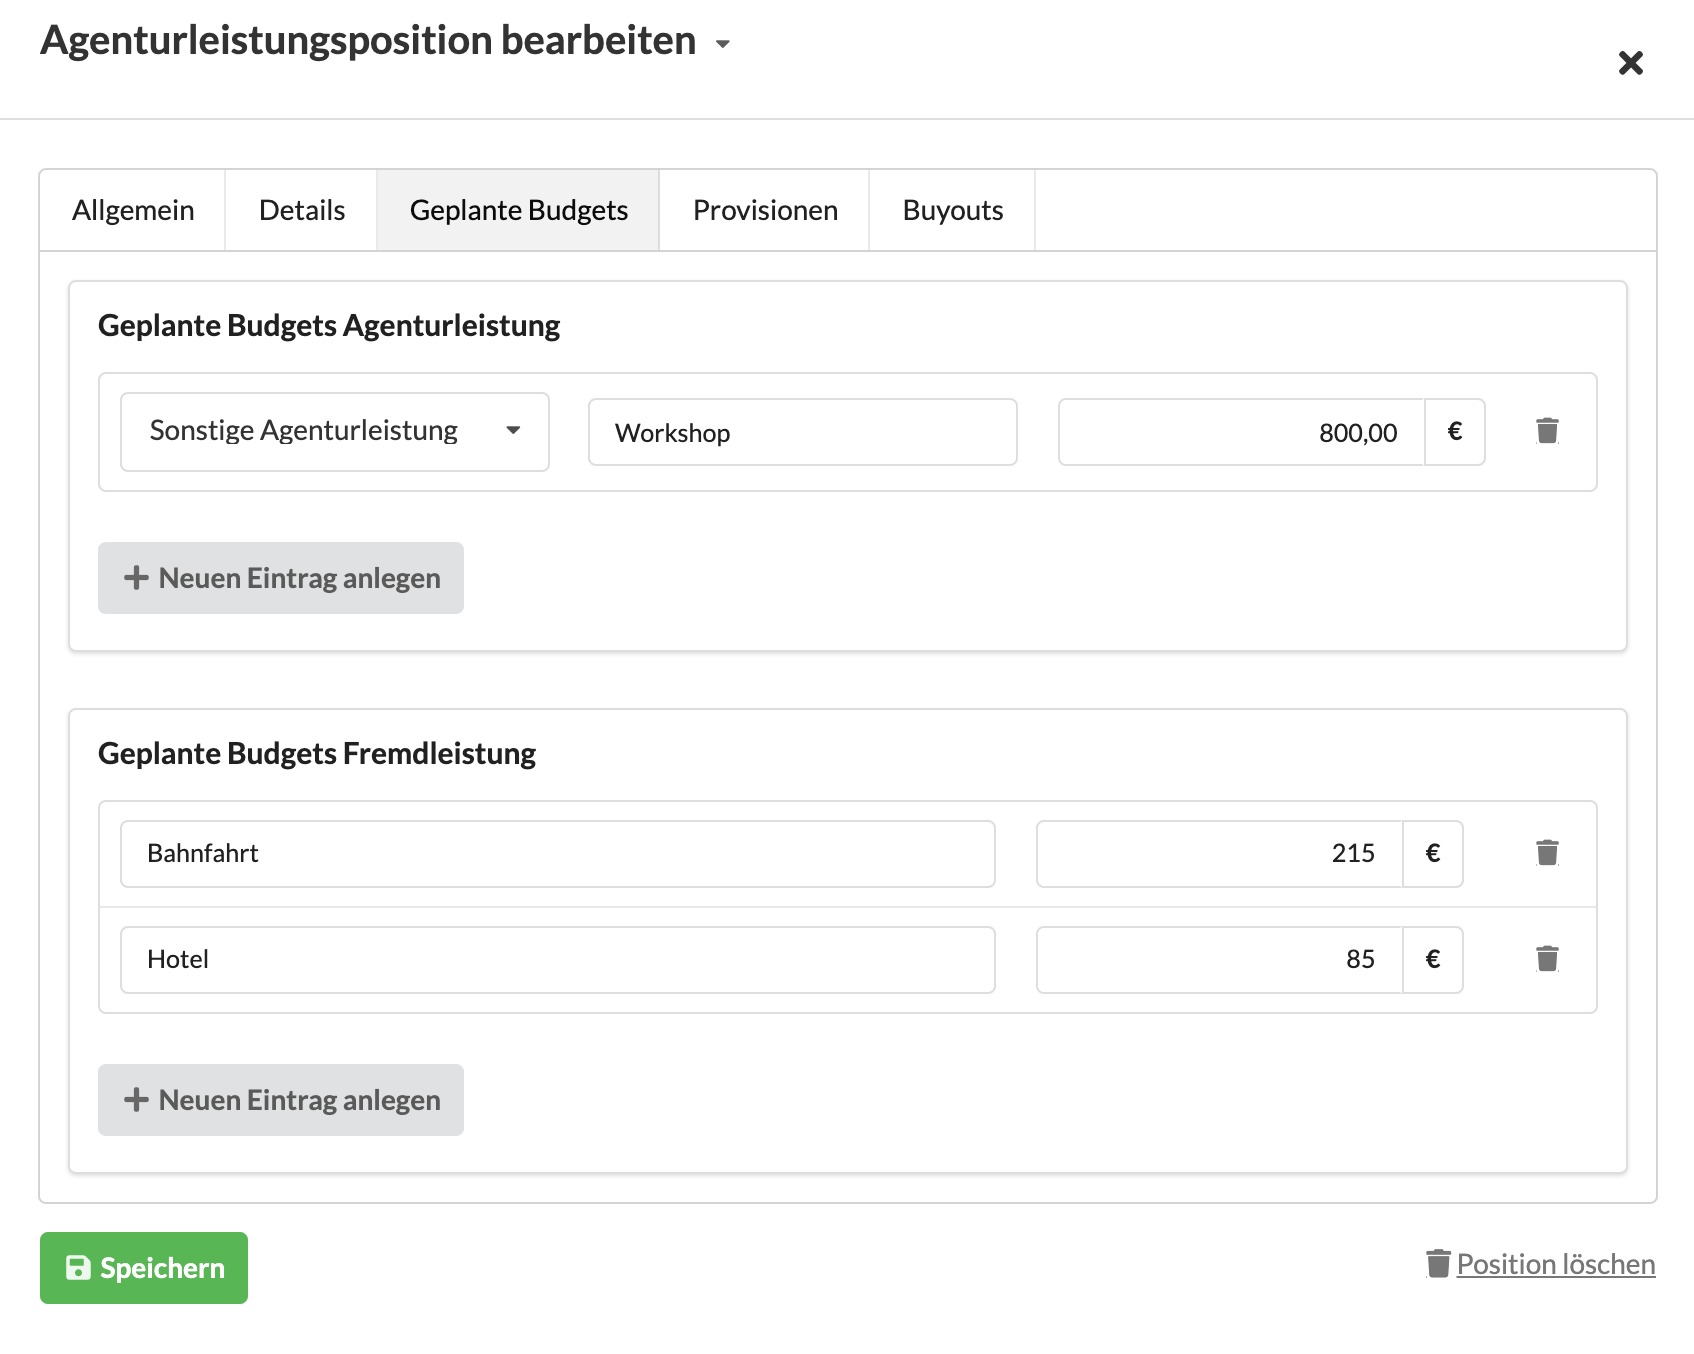 Agenturleistungsposition bearbeiten
Allgemein Details Geplante Budgets Provisionen Buyouts
Geplante Budgets Agenturleistung
Sonstige Agenturleistung Workshop 800,00 €
Neuen Eintrag anlegen
Geplante Budgets Fremdleistung
Bahnfahrt 215 €
Hotel 85 €
Neuen Eintrag anlegen
Speichern Position löschen